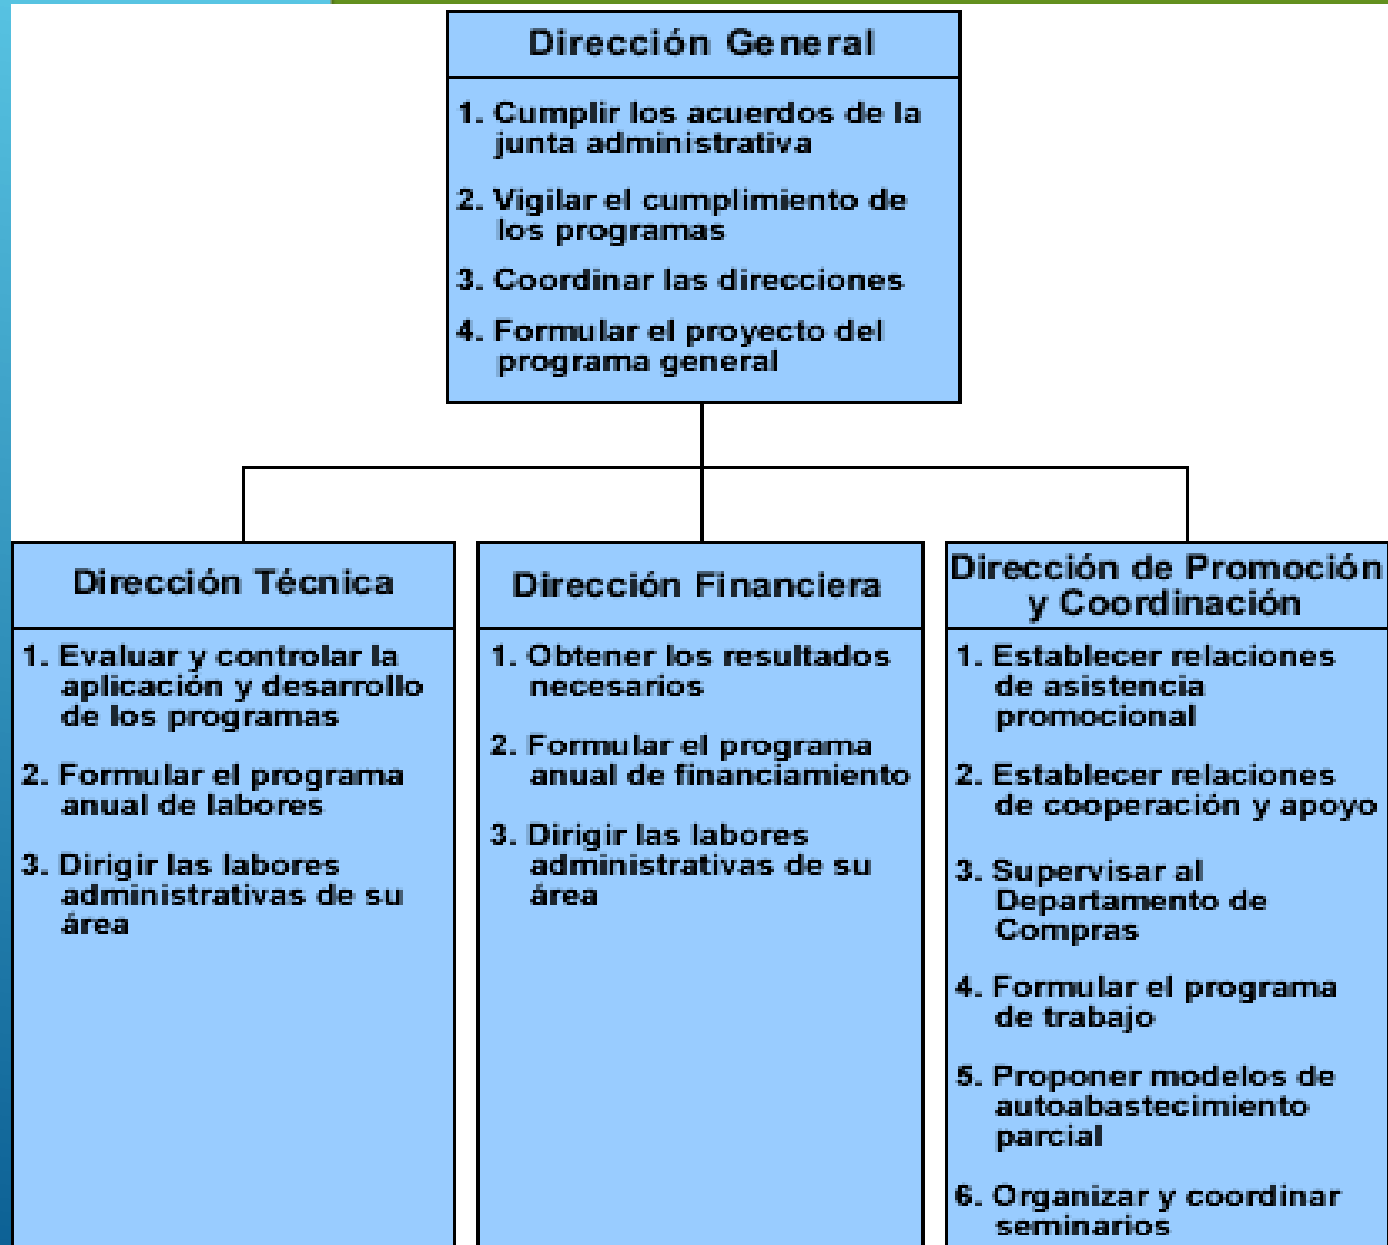 Dirección General
1. Cumplir los acuerdos de la
junta administrativa
2. Vigilar el cumplimiento de
los programas
3. Coordinar las direcciones
4. Formular el proyecto del
programa general
Dirección Técnica
1. Evaluar y controlar la
aplicación y desarrollo
de los programas
2. Formular el programa
anual de labores
3. Dirigir las labores
administrativas de su
área
Dirección Financiera
1. Obtener los resultados
necesarios
2. Formular el programa
anual de financiamiento
3. Dirigir las labores
administrativas de su
área
Dirección de Promoción
y Coordinación
1. Establecer relaciones
de asistencia
promocional
2. Establecer relaciones
de cooperación y apoyo
3. Supervisar al
Departamento de
Compras
4. Formular el programa
de trabajo
5. Proponer modelos de
autoabastecimiento
parcial
6. Organizar y coordinar
seminarios